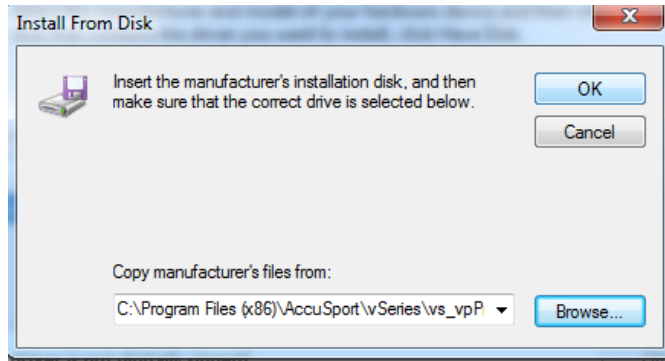 Install From Disk
Insert the manufacturer's installation disk, and then
make sure that the correct drive is selected below.
OK
Cancel
Copy manufacturer's files from:
C:\Program Files (x86)\AccuSport\vSeries\vs_vpP
Browse...